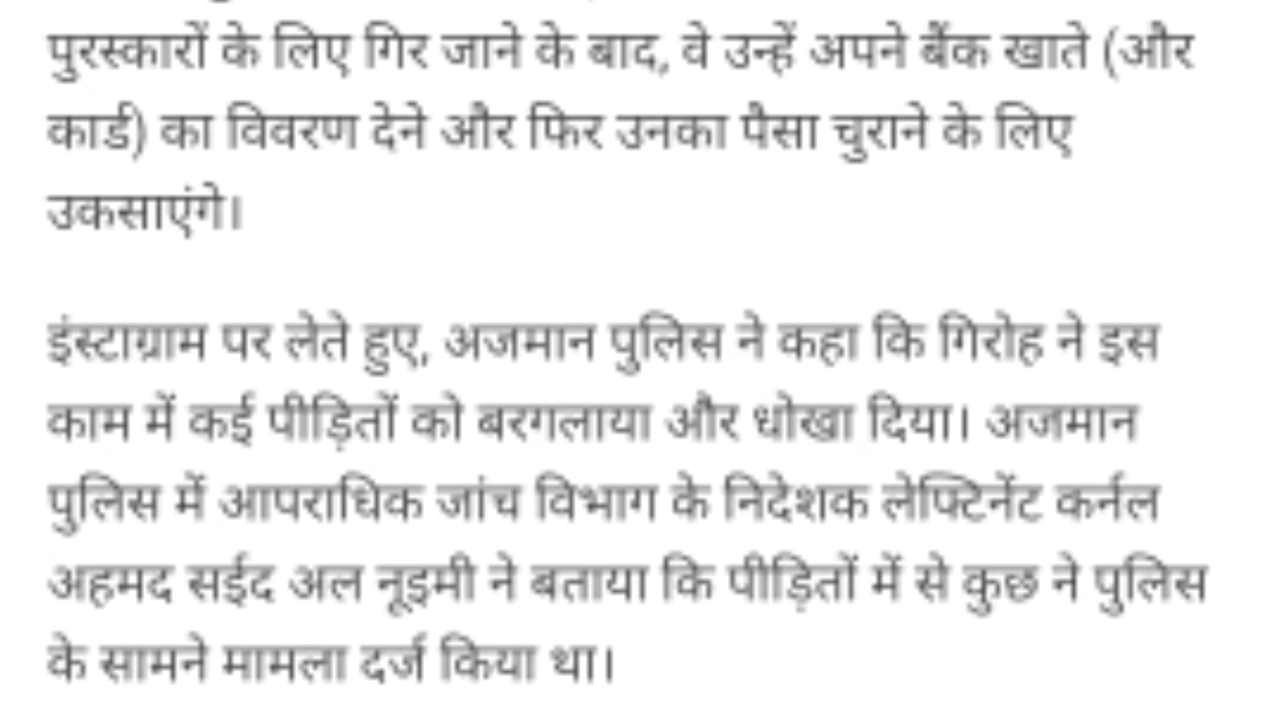 पुरस्कारों के लिए गिर जाने के बाद, वे उन्हें अपने बैंक खाते (और
कार्ड) का विवरण देने और फिर उनका पैसा चुराने के लिए
उकसाएंगे।
इंस्टाग्राम पर लेते हुए, अजमान पुलिस ने कहा कि गिरोह ने इस
काम में कई पीड़ितों को बरगलाया और धोखा दिया। अजमान
पुलिस में आपराधिक जांच विभाग के निदेशक लेफ्टिनेंट कर्नल
अहमद सईद अल नूइमी ने बताया कि पीड़ितों में से कुछ ने पुलिस
के सामने मामला दर्ज किया था।